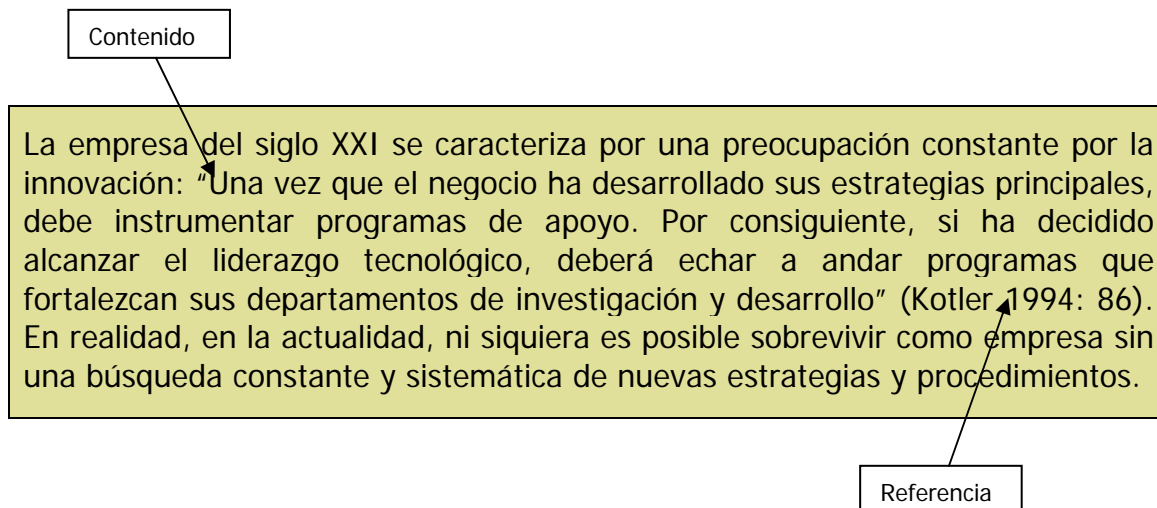 Contenido
La empresa del siglo XXI se caracteriza por una preocupación constante por la
innovación: “Una vez que el negocio ha desarrollado sus estrategias principales,
debe instrumentar programas de apoyo. Por consiguiente, si ha decidido
alcanzar el liderazgo tecnológico, deberá echar a andar programas que
fortalezcan sus departamentos de investigación y desarrollo” (Kotler 1994: 86).
En realidad, en la actualidad, ni siquiera es posible sobrevivir como empresa sin
una búsqueda constante y sistemática de nuevas estrategias y procedimientos.
Referencia